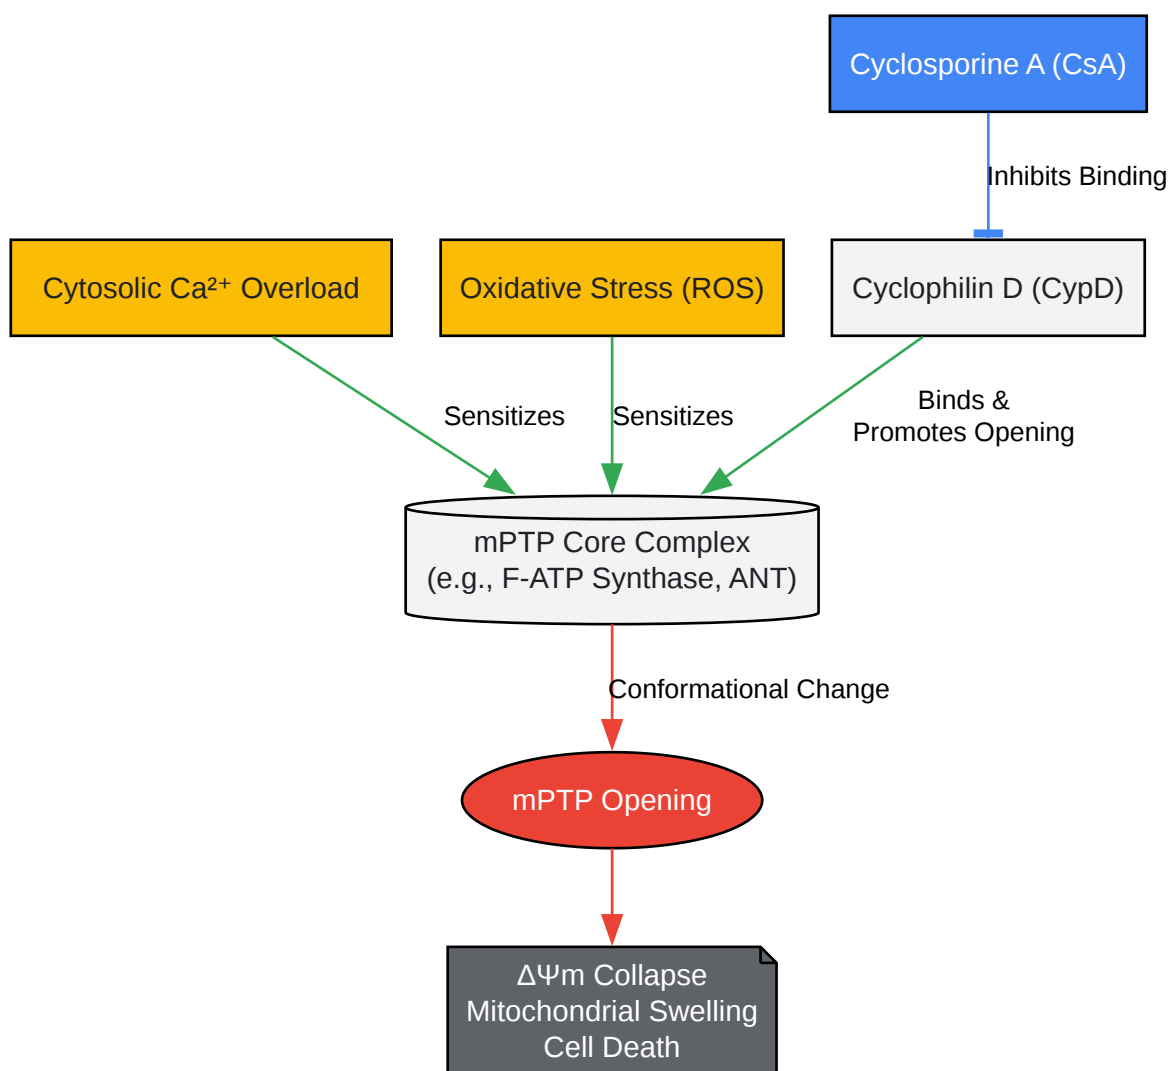 Cyclosporine A (CsA)
Inhibits Binding
Cytosolic Ca²⁺ Overload
Oxidative Stress (ROS)
Cyclophilin D (CypD)
Sensitizes
Sensitizes
Binds &
Promotes Opening
mPTP Core Complex
(e.g., F-ATP Synthase, ANT)
Conformational Change
mPTP Opening
ΔΨm Collapse
Mitochondrial Swelling
Cell Death